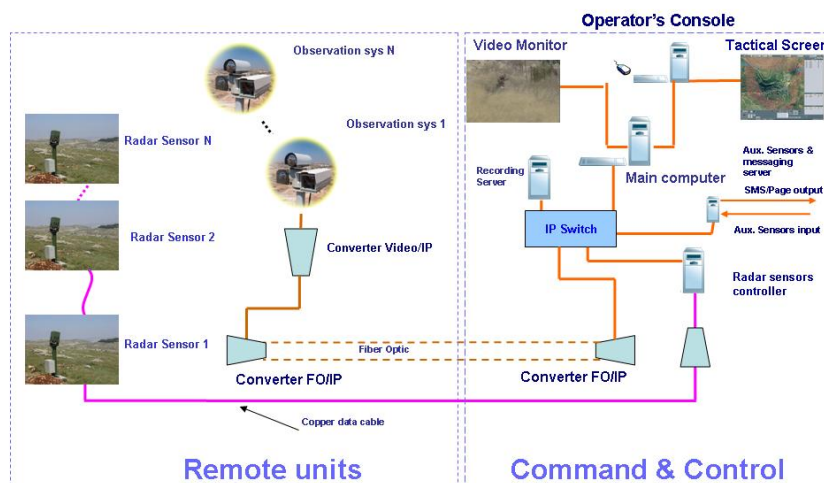 Operator's Console
Observation sys N
Video Monitor
Tactical Screen
Radar Sensor N
Observation sys 1
Recording
Server
Main computer
Aux. Sensors &
messaging
server
SMS/Page output
Radar Sensor 2
Converter Video/IP
IP Switch
Aux. Sensors input
Radar sensors
controller
Radar Sensor 1
Fiber Optic
Converter FO/IP
Converter FO/IP
Copper data cable
Remote units
Command & Control